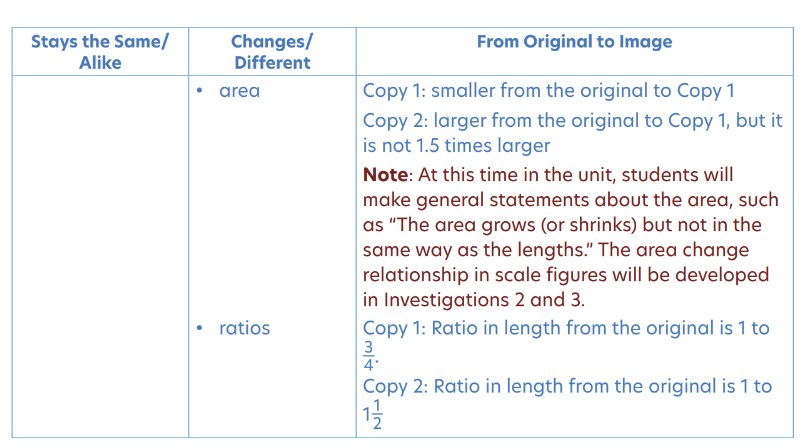 Stays the Same/
Alike
Changes/
Different
From Original to Image
• area
Copy 1: smaller from the original to Copy 1
Copy 2: larger from the original to Copy 1, but it
is not 1.5 times larger
Note: At this time in the unit, students will
make general statements about the area, such
as “The area grows (or shrinks) but not in the
same way as the lengths.” The area change
relationship in scale figures will be developed
in Investigations 2 and 3.
• ratios
Copy 1: Ratio in length from the original is 1 to
3/4.
Copy 2: Ratio in length from the original is 1 to
1 1/2